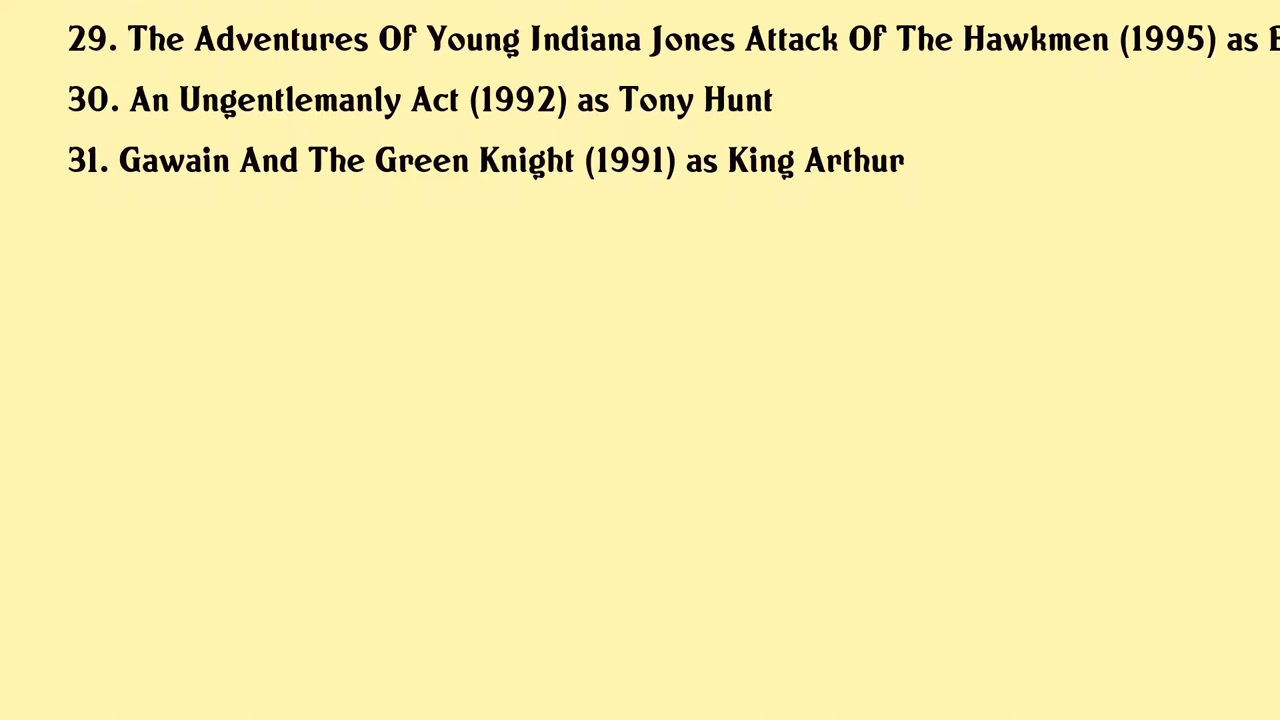 29. The Adventures Of Young Indiana Jones Attack Of The Hawkmen (1995) as
30. An Ungentlemanly Act (1992) as Tony Hunt
31. Gawain And The Green Knight (1991) as King Arthur